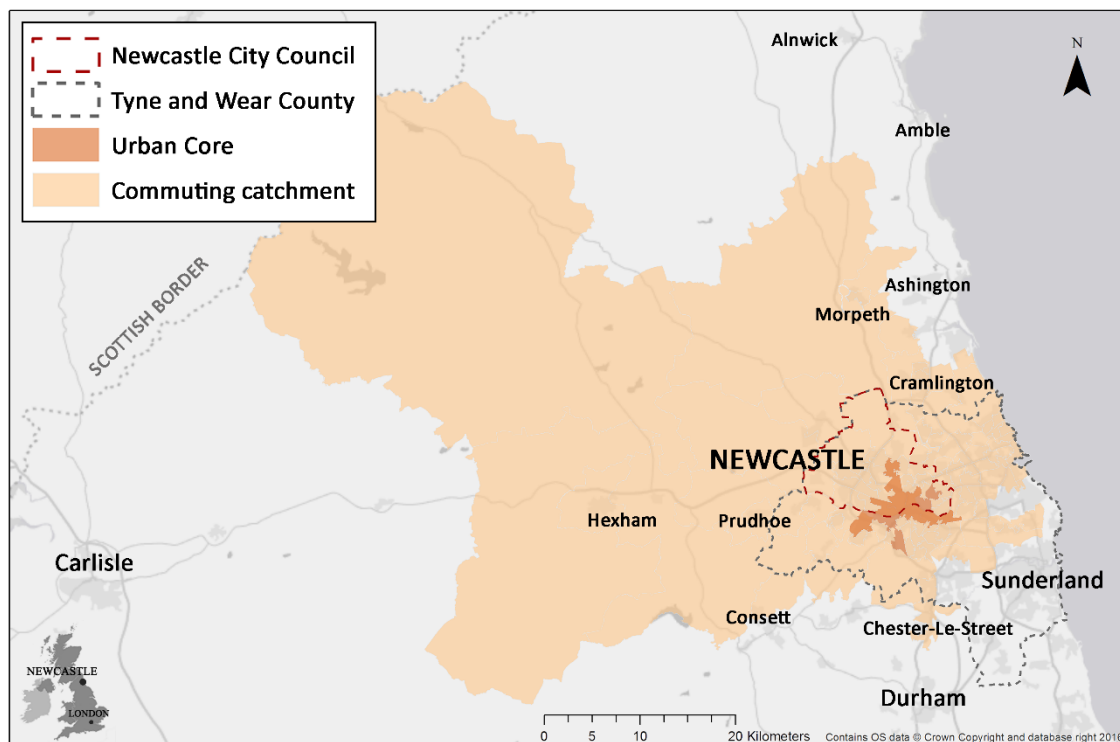 Newcastle City Council
Tyne and Wear County
Urban Core
Commuting catchment
N
Alnwick
Amble
SCOTTISH BORDER
Ashington
Morpeth
Cramlington
NEWCASTLE
Hexham
Prudhoe
Carlisle
Sunderland
Consett
Chester-Le-Street
Durham
NEWCASTLE
LONDON
0 5 10 20 Kilometers
Contains OS data © Crown Copyright and database right 2018